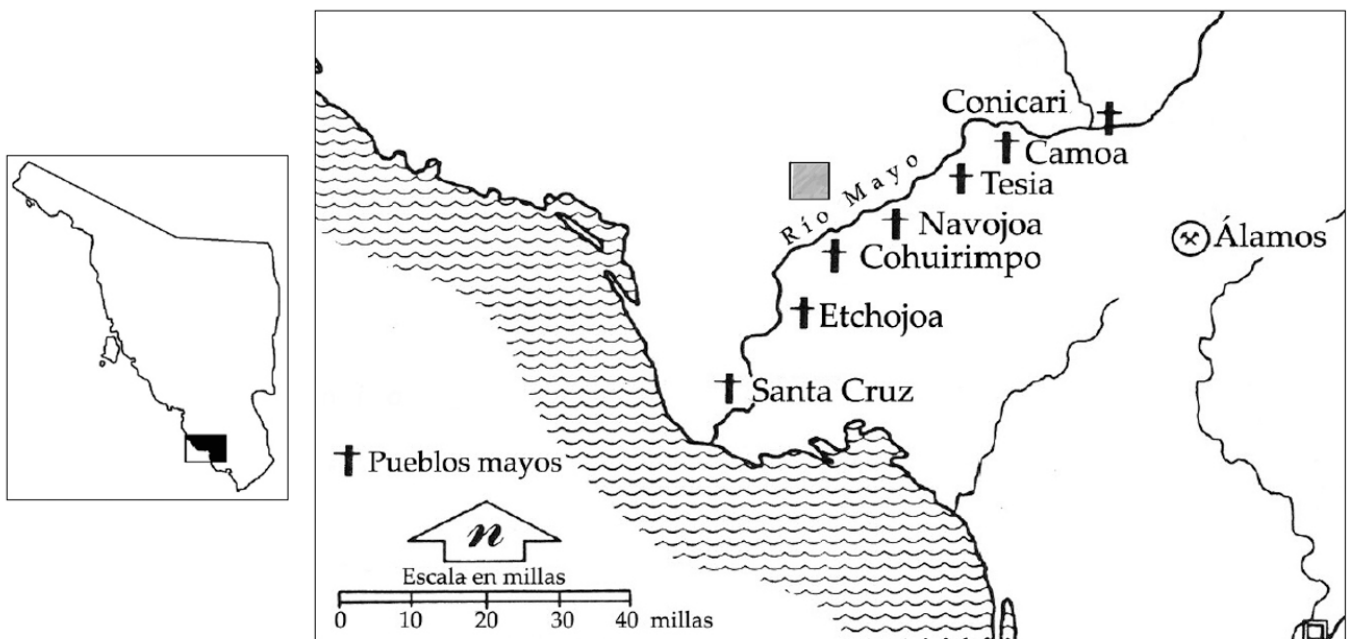 Conicari
Camoa
Tesia
Río Mayo
Navojoa
Álamos
Cohuirimpo
Etchojoa
Santa Cruz
Pueblos mayos
n
Escala en millas
0 10 20 30 40 millas